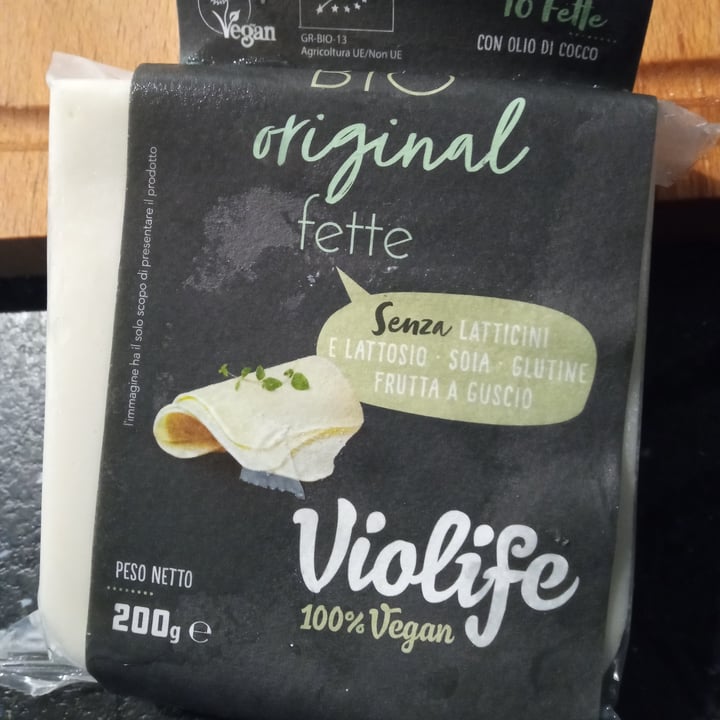 Vegan
GR-BIO-13
Agricoltura UE/Non UE
10 Fette
CON OLIO DI COCCO
BIO
original
fette
l'immagine ha il solo scopo di presentare il prodotto
Senza LATTICINI
E LATTOSIO · SOIA · GLUTINE
FRUTTA A GUSCIO
Violife
100% Vegan
PESO NETTO
200g e